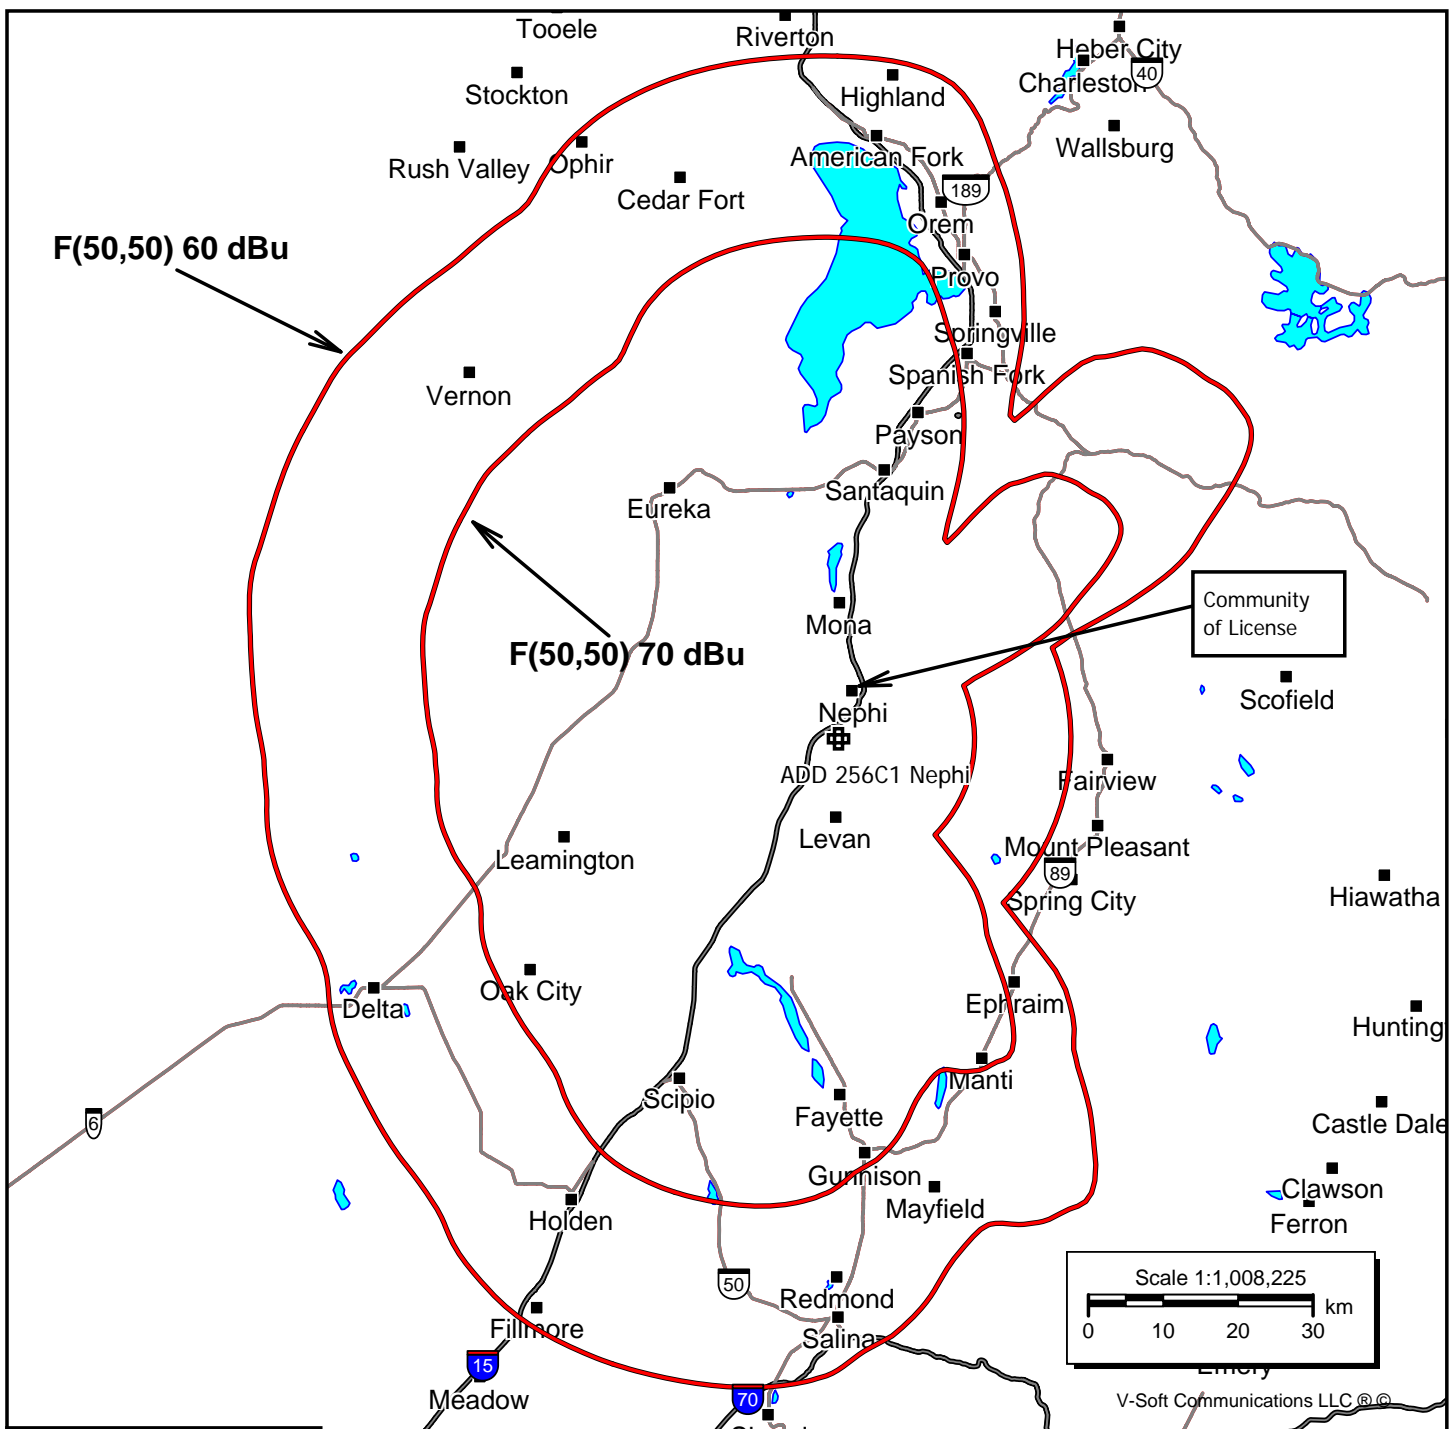 Tooele
Riverton
Heber City
Charleston
40
Stockton
Highland
American Fork
Wallsburg
Rush Valley
Ophir
Cedar Fort
189
Orem
F(50,50) 60 dBu
Provo
Springville
Spanish Fork
Vernon
Payson
Santaquin
Eureka
Community
of License
Mona
F(50,50) 70 dBu
Scofield
Nephi
ADD 256C1 Nephi
Fairview
Levan
Mount Pleasant
Leamington
89
Spring City
Hiawatha
Oak City
Delta
Ephraim
Hunting
Manti
Scipio
Fayette
6
Castle Dale
Gunnison
Clawson
Mayfield
Holden
Ferron
Scale 1:1,008,225
km
0 10 20 30
50
Redmond
Fillmore
Salina
15
Emery
Meadow
70
V-Soft Communications LLC ® ©